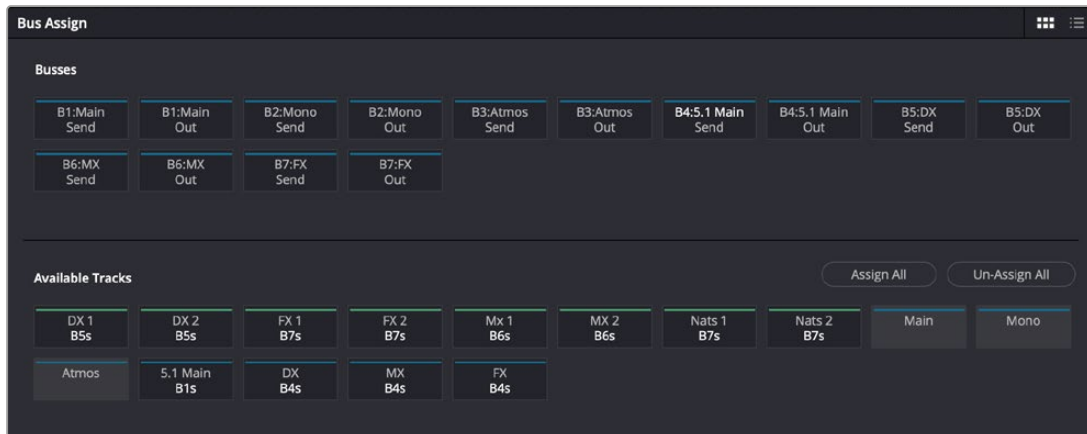 Bus Assign
Busses
B1:Main B1:Main B2:Mono B2:Mono B3:Atmos B3:Atmos B4:5.1 Main B4:5.1 Main B5:DX B5:DX
Send Out Send Out Send Out Send Out Send Out
B6:MX B6:MX B7:FX B7:FX
Send Out Send Out
Available Tracks Assign All Un-Assign All
DX 1 DX 2 FX 1 FX 2 Mx 1 MX 2 Nats 1 Nats 2 Main Mono
B5s B5s B7s B7s B6s B6s B7s B7s
Atmos 5.1 Main DX MX FX
B1s B4s B4s B4s